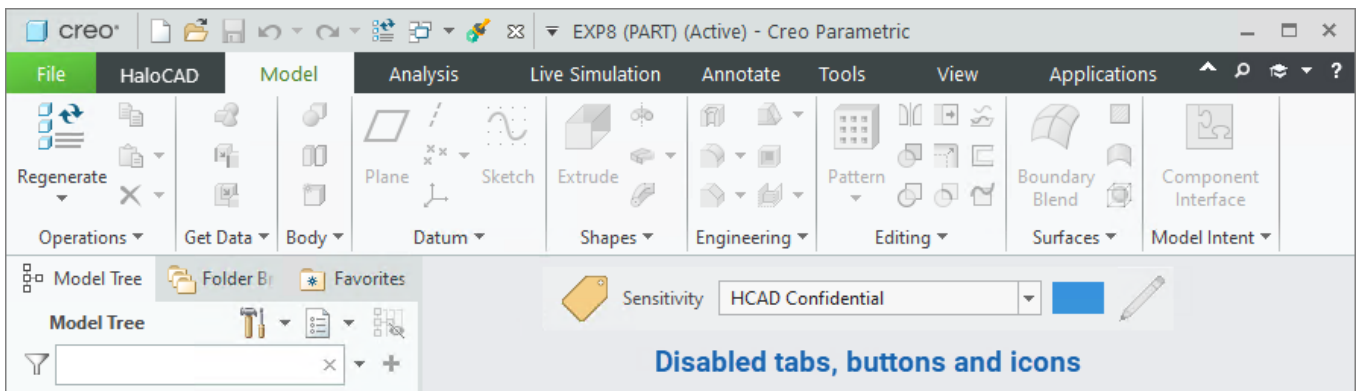 creo° EXP8 (PART) (Active) - Creo Parametric
File HaloCAD Model Analysis Live Simulation Annotate Tools View Applications ?
Regenerate Plane Sketch Extrude Pattern Boundary Blend Component Interface
Operations Get Data Body Datum Shapes Engineering Editing Surfaces Model Intent
Model Tree Folder Br Favorites
Sensitivity HCAD Confidential
Model Tree
Disabled tabs, buttons and icons